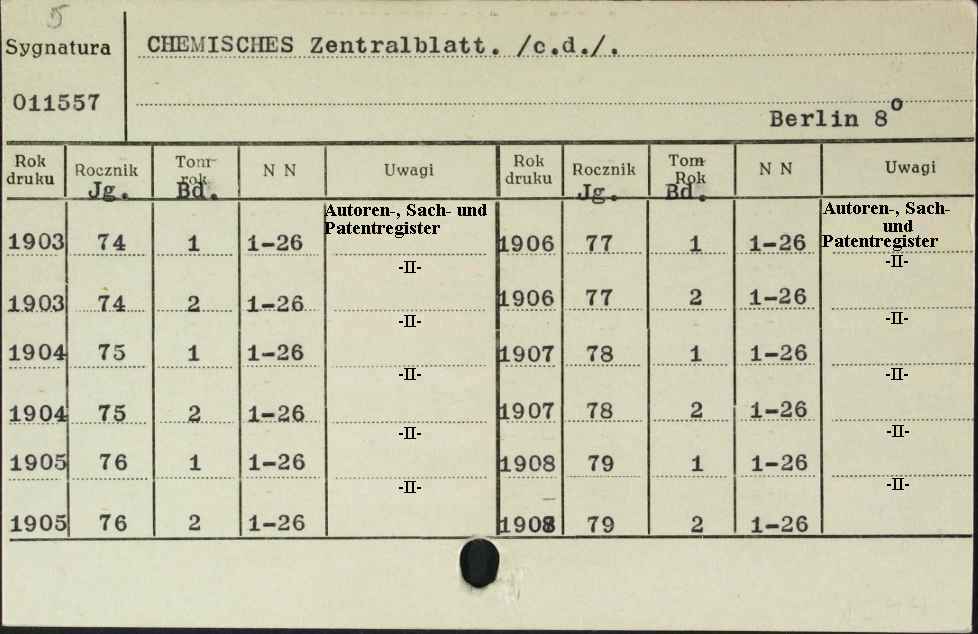 5
Sygnatura
CHEMISCHES Zentralblatt. /c.d./.
011557
Berlin 8°
Rok druku Rocznik Jg. Tom rok Bd. N N Uwagi Rok druku Rocznik Jg. Tom Rok Bd. N N Uwagi
Autoren-, Sach- und
Patentregister
1903 74 1 1-26
-II-
1903 74 2 1-26
-II-
1904 75 1 1-26
-II-
1904 75 2 1-26
-II-
1905 76 1 1-26
-II-
1905 76 2 1-26
Autoren-, Sach-
und
Patentregister
1906 77 1 1-26
-II-
1906 77 2 1-26
-II-
1907 78 1 1-26
-II-
1907 78 2 1-26
-II-
1908 79 1 1-26
-II-
1908 79 2 1-26